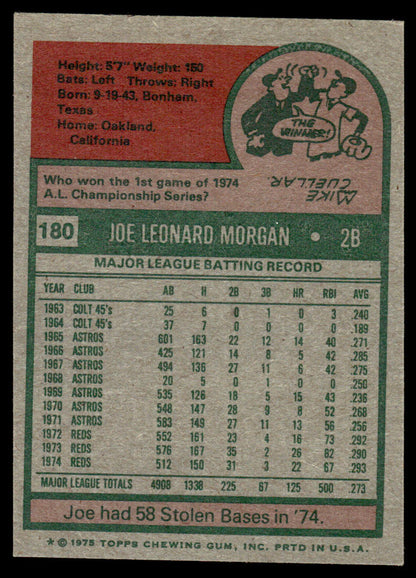 Height: 5'7" Weight: 150
Bats: Left Throws: Right
Born: 9-19-43, Bonham,
Texas
Home: Oakland,
California
THE
WINNER!
MIKE
CUELLAR
Who won the 1st game of 1974
A.L. Championship Series?
180 JOE LEONARD MORGAN • 2B
MAJOR LEAGUE BATTING RECORD
YEAR CLUB AB H 2B 3B HR RBI AVG
1963 COLT 45's 25 6 0 1 0 3 .240
1964 COLT 45's 37 7 0 0 0 0 .189
1965 ASTROS 601 163 22 12 14 40 .271
1966 ASTROS 425 121 14 8 5 42 .285
1967 ASTROS 494 136 27 11 6 42 .275
1968 ASTROS 20 5 0 1 0 0 .250
1969 ASTROS 535 126 18 5 15 43 .236
1970 ASTROS 548 147 28 9 8 52 .268
1971 ASTROS 583 149 27 11 13 56 .256
1972 REDS 552 161 23 4 16 73 .292
1973 REDS 576 167 35 2 26 82 .290
1974 REDS 512 150 31 3 22 67 .293
MAJOR LEAGUE TOTALS 4908 1338 225 67 125 500 .273
Joe had 58 Stolen Bases in '74.
* © 1975 TOPPS CHEWING GUM, INC. PRTD IN U.S.A.